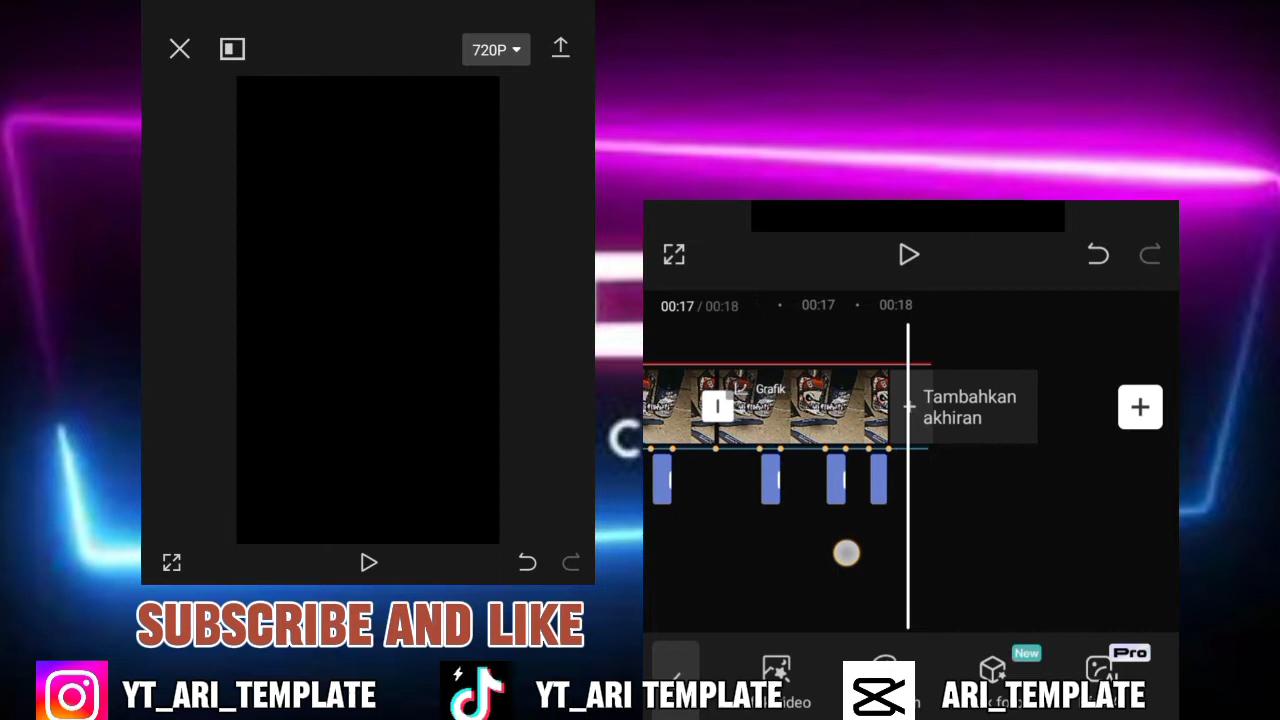 720P
00:17 / 00:18
00:17
00:18
Grafik
Tambahkan
akhiran
New
Pro
SUBSCRIBE AND LIKE
YT_ARI_TEMPLATE
YT_ARI TEMPLATE
ARI_TEMPLATE